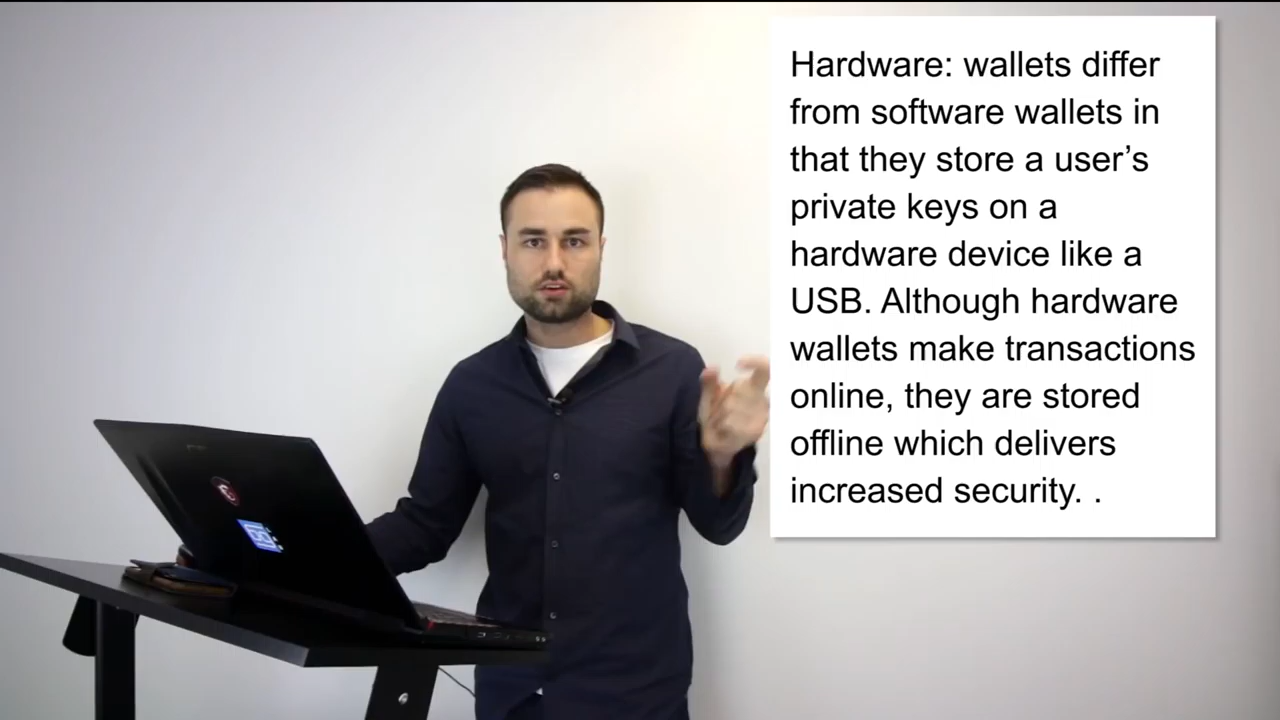 Hardware: wallets differ
from software wallets in
that they store a user’s
private keys on a
hardware device like a
USB. Although hardware
wallets make transactions
online, they are stored
offline which delivers
increased security. .